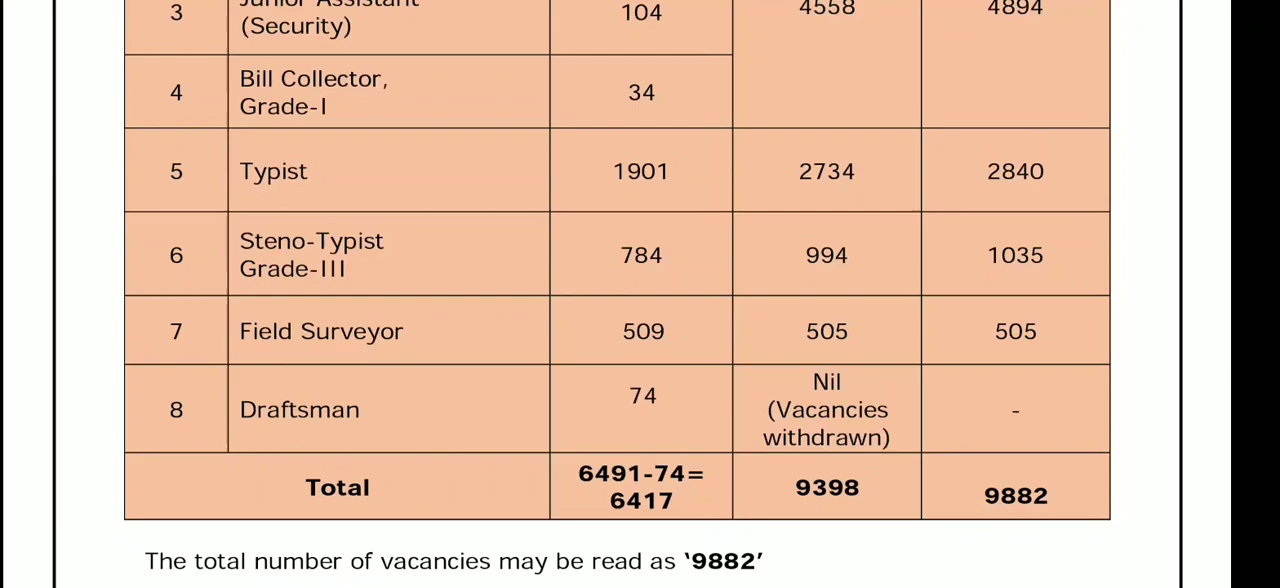 3 Junior Assistant (Security) 104 4558 4894
4 Bill Collector, Grade-I 34
5 Typist 1901 2734 2840
6 Steno-Typist Grade-III 784 994 1035
7 Field Surveyor 509 505 505
8 Draftsman 74 Nil (Vacancies withdrawn) -
Total 6491-74= 6417 9398 9882
The total number of vacancies may be read as ‘9882’